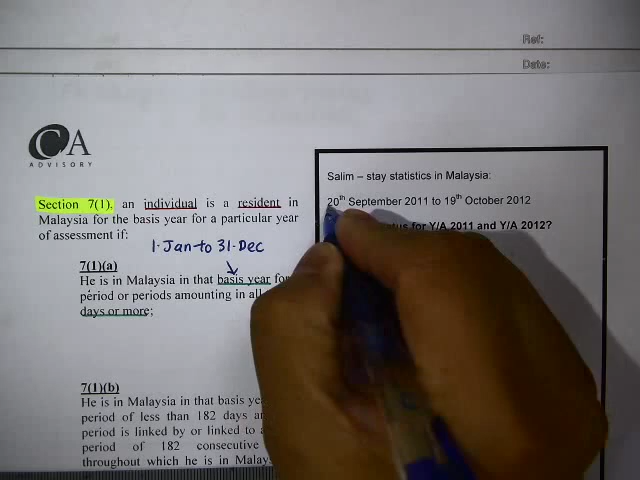 Ref:
Date:
CA
ADVISORY
Section 7(1), an individual is a resident in
Malaysia for the basis year for a particular year
of assessment if:
1.Jan to 31.Dec
7(1)(a)
He is in Malaysia in that basis year for
period or periods amounting in all
days or more;
7(1)(b)
He is in Malaysia in that basis
period of less than 182 days
period is linked by or linked to
period of 182 consecutive
throughout which he is in
Salim – stay statistics in Malaysia:
20th September 2011 to 19th October 2012
for Y/A 2011 and Y/A 2012?